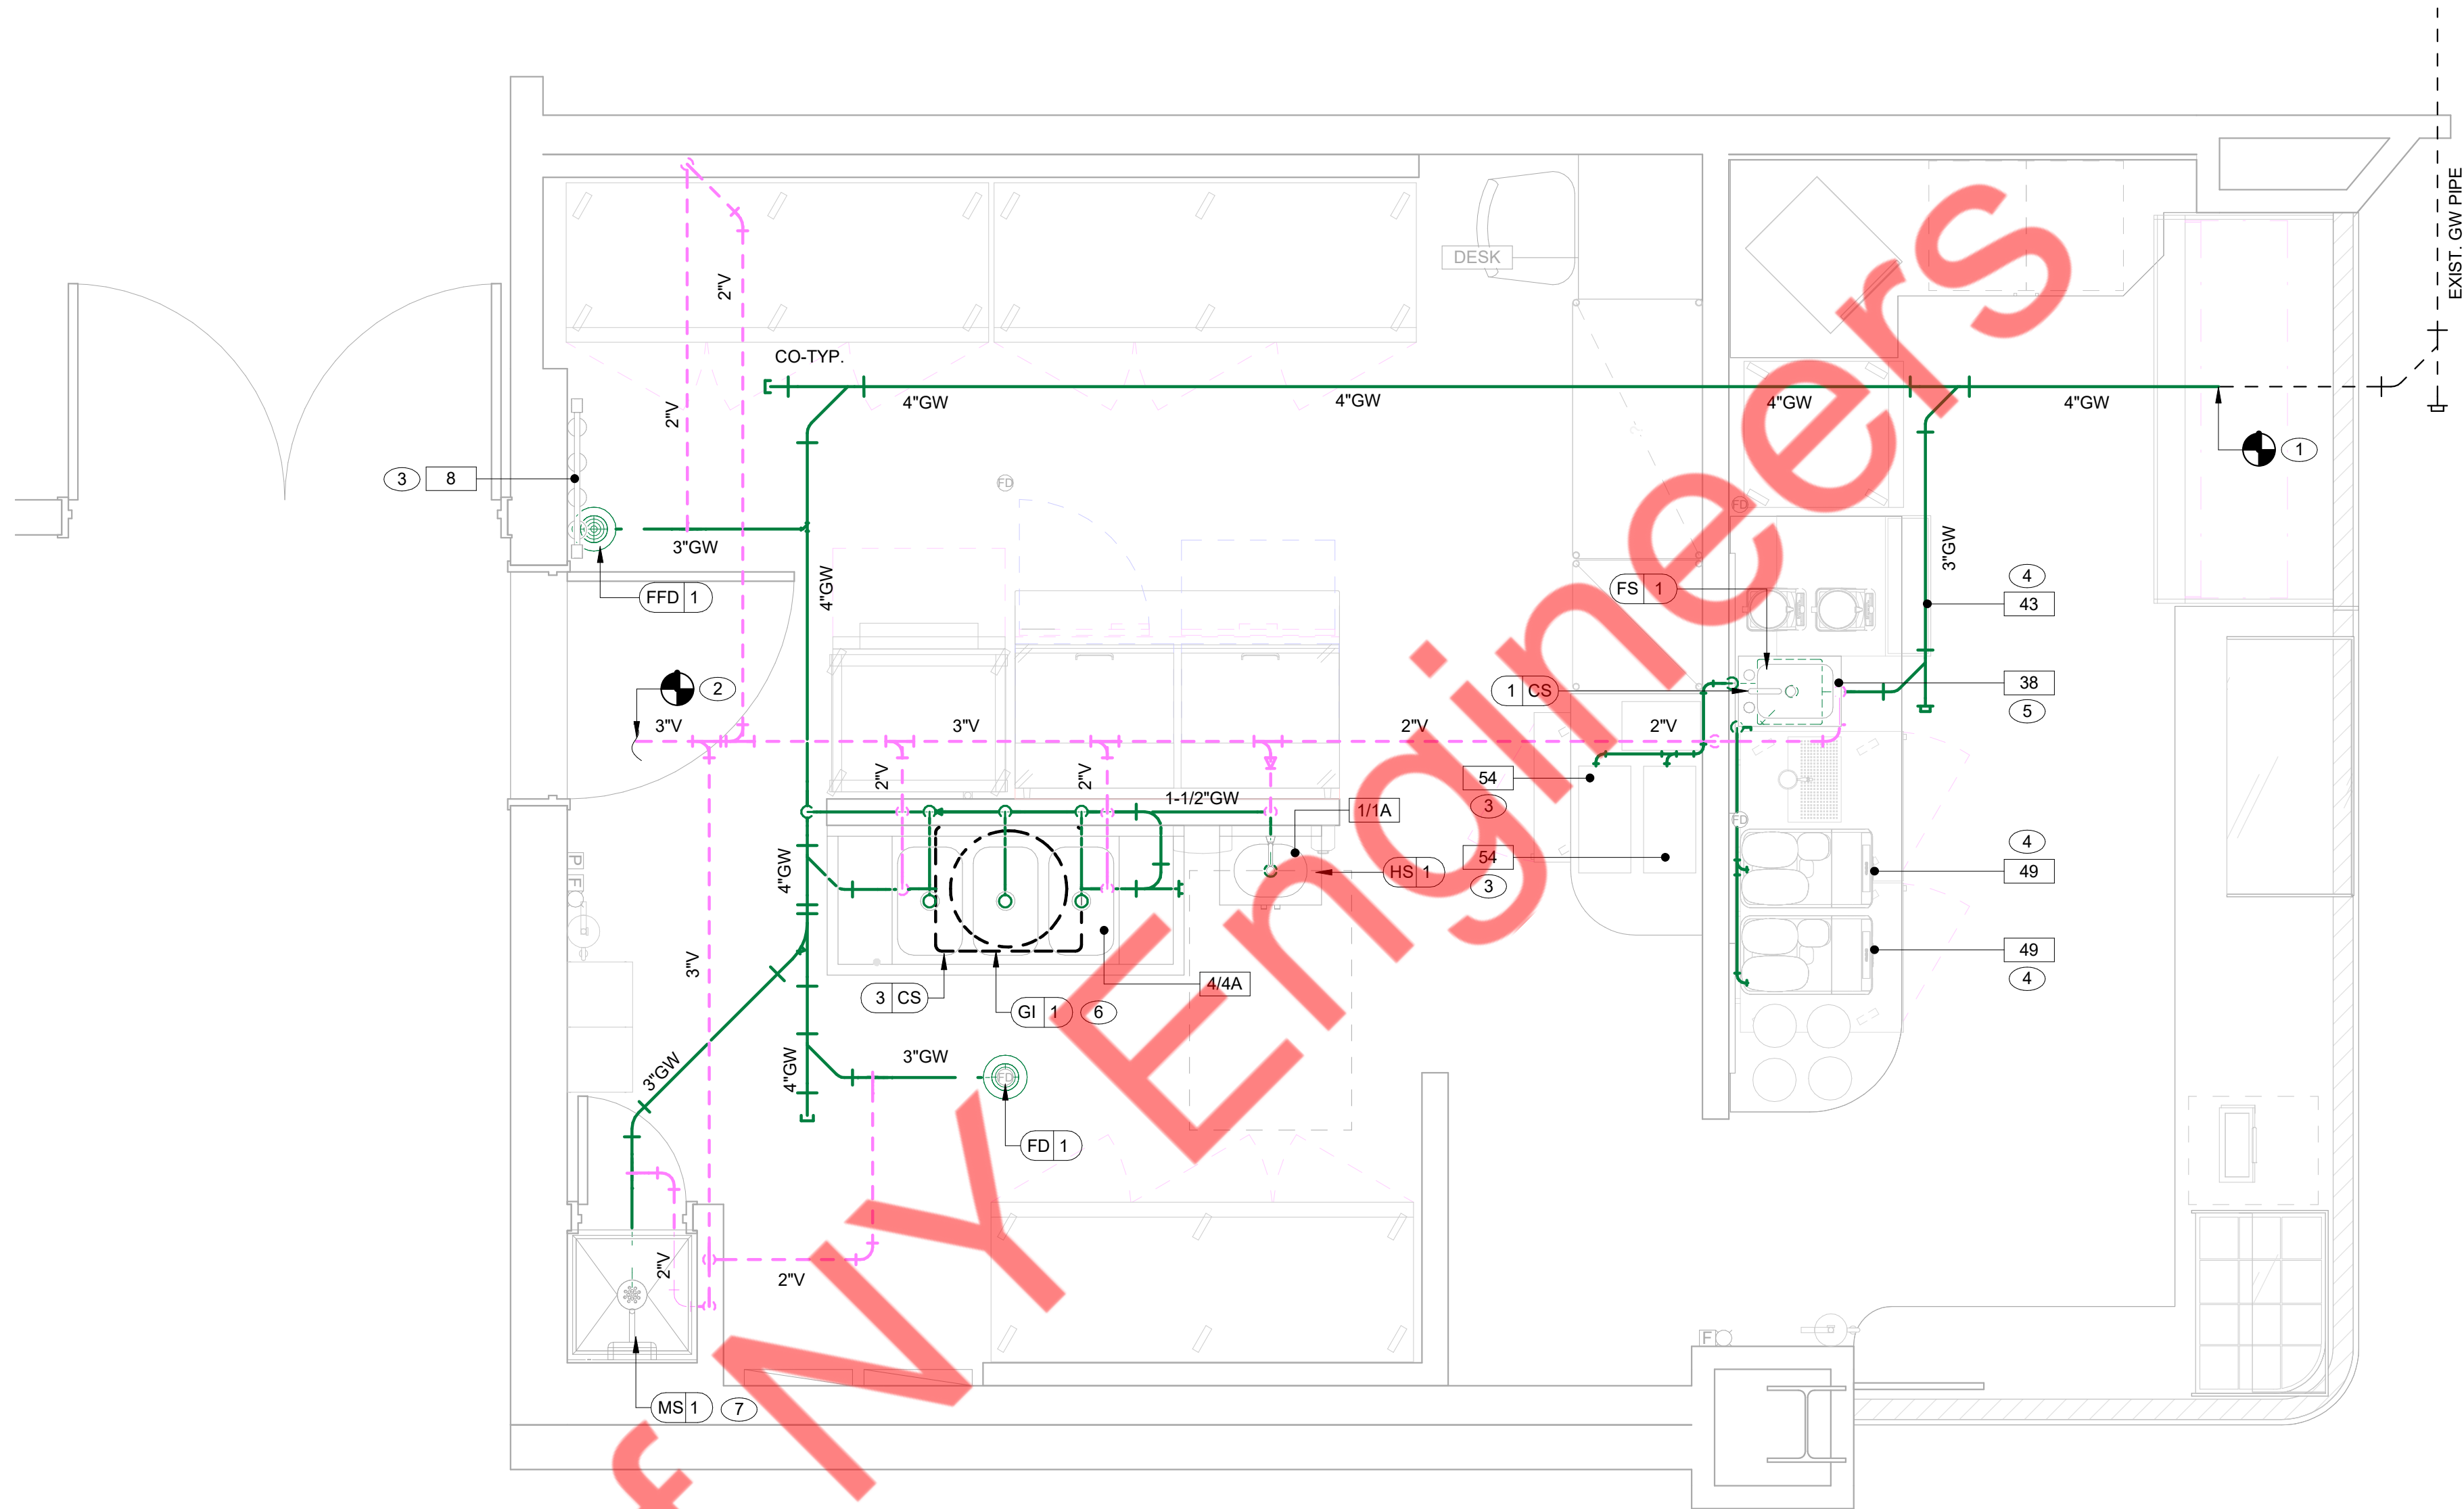 EXIST. GW PIPE
DESK
2"V
CO-TYP.
2"V
4"GW
4"GW
4"GW
4"GW
1
3
8
FD
FD
3"GW
3"GW
4"GW
FFD 1
FS 1
4
43
2
1 CS
38
5
3"V
3"V
2"V
2"V
2"V
2"V
54
3
1-1/2"GW
1/1A
FD
4"GW
54
3
HS 1
4
49
P
F
3"V
49
4
4/4A
3 CS
GI 1
6
3"GW
4"GW
3"GW
FD
FD 1
2"V
2"V
F
MS 1
7
f NY Engineers